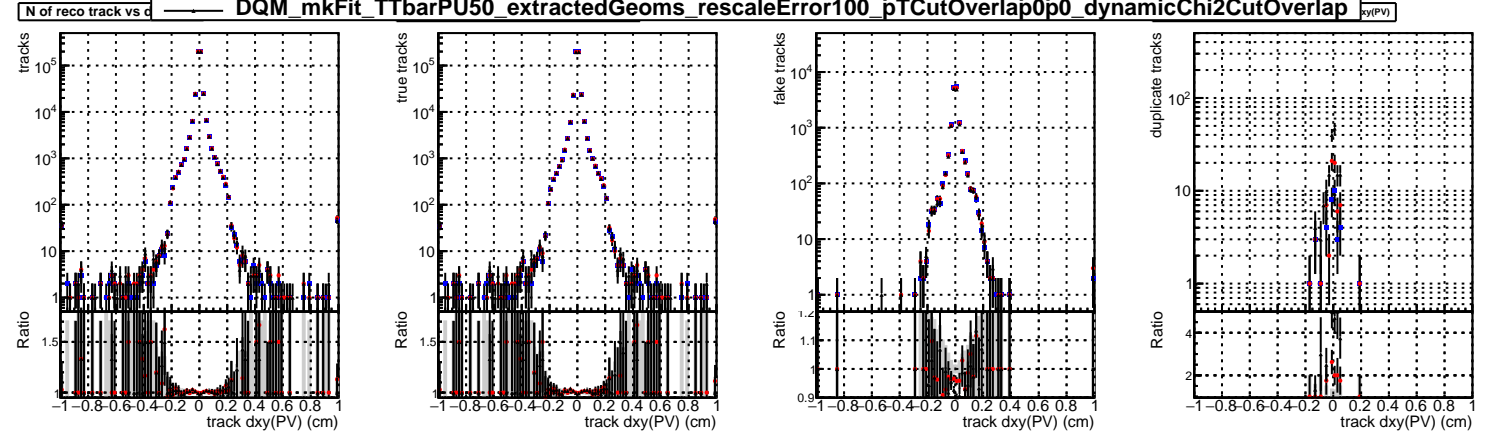 N of reco track vs d
DQM_mkFit_TTbarPU50_extractedGeoms_rescaleError100_pTCutOverlap0p0_dynamicChi2CutOverlap
xy(PV)
tracks
10^5
10^4
10^3
10^2
10
1
Ratio
1.5
−1 −0.8 −0.6 −0.4 −0.2 0 0.2 0.4 0.6 0.8 1
track dxy(PV) (cm)
true tracks
10^5
10^4
10^3
10^2
10
1
Ratio
1.5
−1 −0.8 −0.6 −0.4 −0.2 0 0.2 0.4 0.6 0.8 1
track dxy(PV) (cm)
fake tracks
10^4
10^3
10^2
10
1
Ratio
1.2
1.1
1.0
0.9
−1 −0.8 −0.6 −0.4 −0.2 0 0.2 0.4 0.6 0.8 1
track dxy(PV) (cm)
duplicate tracks
10^2
10
1
Ratio
4
2
−1 −0.8 −0.6 −0.4 −0.2 0 0.2 0.4 0.6 0.8 1
track dxy(PV) (cm)